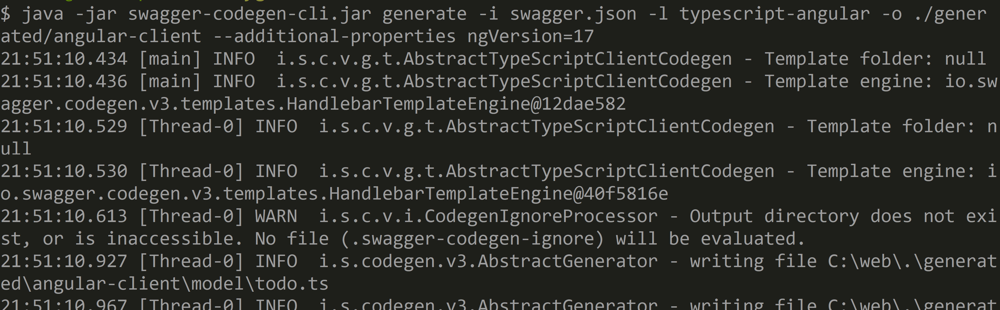 $ java -jar swagger-codegen-cli.jar generate -i swagger.json -l typescript-angular -o ./gener
ated/angular-client --additional-properties ngVersion=17
21:51:10.434 [main] INFO  i.s.c.v.g.t.AbstractTypeScriptClientCodegen - Template folder: null
21:51:10.436 [main] INFO  i.s.c.v.g.t.AbstractTypeScriptClientCodegen - Template engine: io.sw
agger.codegen.v3.templates.HandlebarTemplateEngine@12dae582
21:51:10.529 [Thread-0] INFO  i.s.c.v.g.t.AbstractTypeScriptClientCodegen - Template folder: n
ull
21:51:10.530 [Thread-0] INFO  i.s.c.v.g.t.AbstractTypeScriptClientCodegen - Template engine: i
o.swagger.codegen.v3.templates.HandlebarTemplateEngine@40f5816e
21:51:10.613 [Thread-0] WARN  i.s.c.v.i.CodegenIgnoreProcessor - Output directory does not exi
st, or is inaccessible. No file (.swagger-codegen-ignore) will be evaluated.
21:51:10.927 [Thread-0] INFO  i.s.codegen.v3.AbstractGenerator - writing file C:\web\.\generat
ed\angular-client\model\todo.ts
21:51:10.967 [Thread-0] INFO  i.s.codegen.v3.AbstractGenerator - writing file C:\web\.\generat